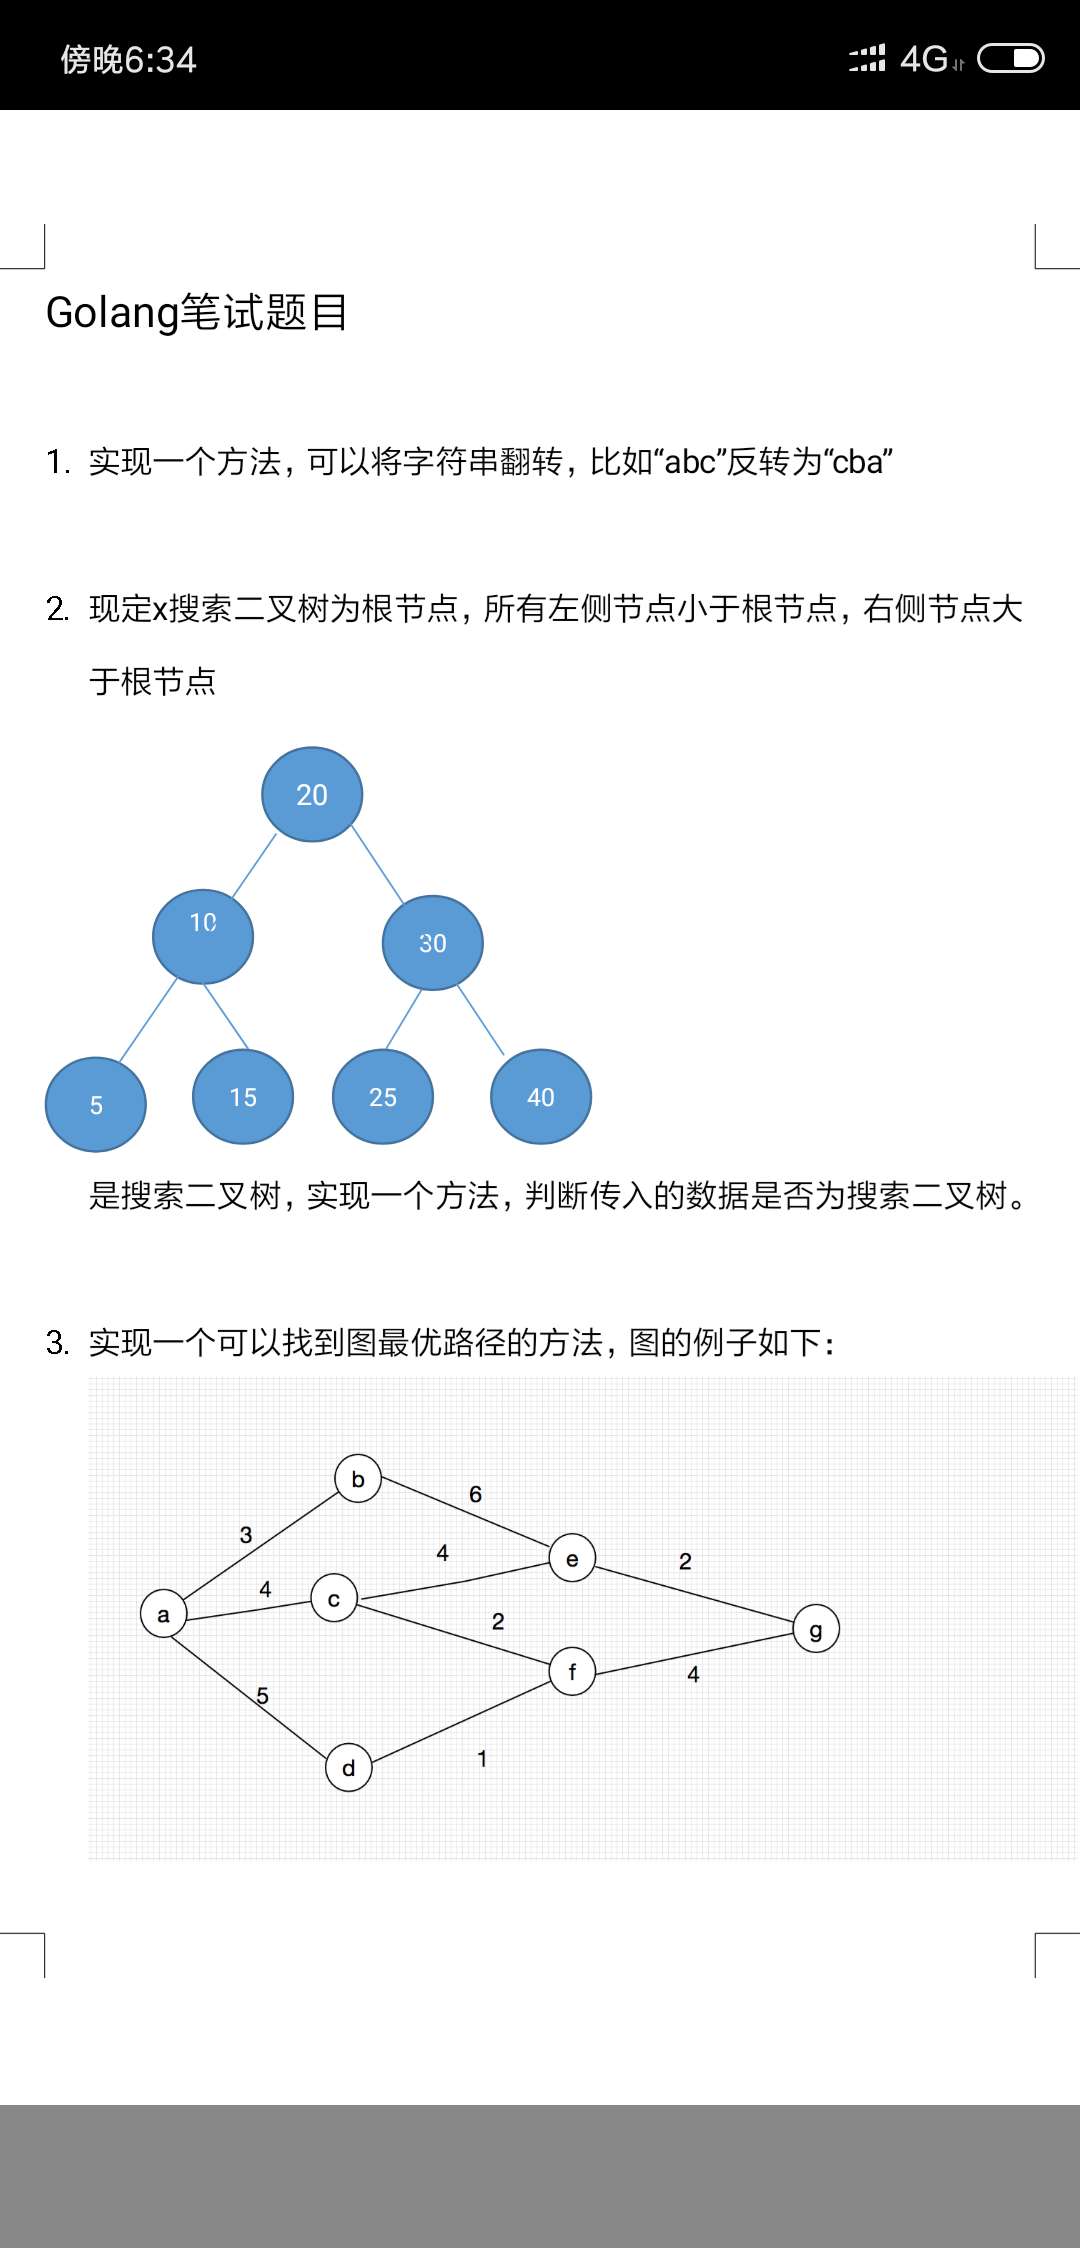 傍晚6:34
4G
Golang笔试题目
1. 实现一个方法，可以将字符串翻转，比如“abc”反转为“cba”
2. 现定x搜索二叉树为根节点，所有左侧节点小于根节点，右侧节点大
于根节点
20
10
30
5
15
25
40
是搜索二叉树，实现一个方法，判断传入的数据是否为搜索二叉树。
3. 实现一个可以找到图最优路径的方法，图的例子如下：
b
6
3
4
e
2
4
c
a
2
g
f
4
5
1
d